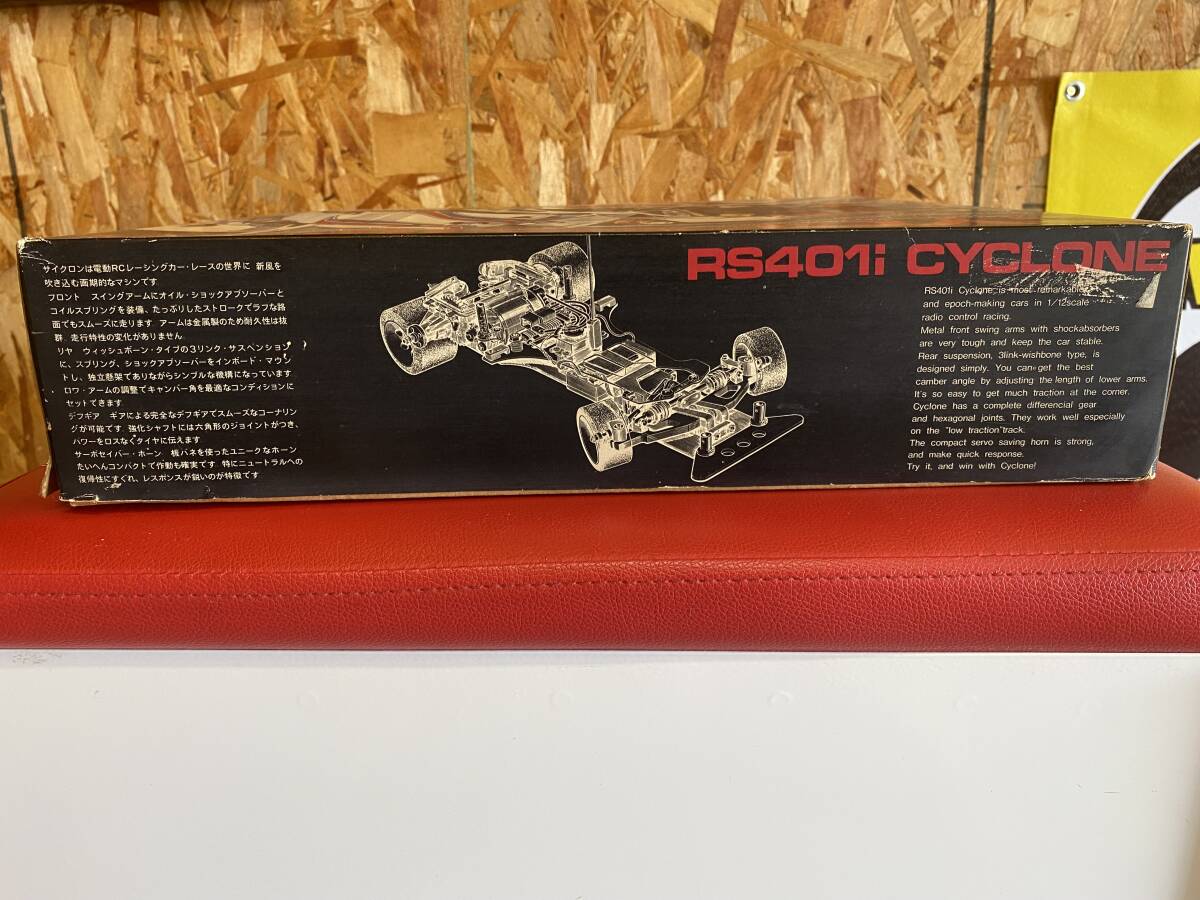 サイクロンは電動RCレーシングカー・レースの世界に 新風を
吹き込む画期的なマシンです
フロント スイングアームにオイル・ショックアブソーバーと
コイルスプリングを装備、たっぷりしたストロークでラフな路
面でもスムーズに走ります アームは金属製のため耐久性は抜
群 走行特性の変化がありません
リヤ ウィッシュボーン・タイプの3リンク・サスペンション
に、スプリング、ショックアブソーバーをインボード・マウン
トし、独立懸架でありながらシンプルな機構になっています
ロワ・アームの調整でキャンバー角を最適なコンディションに
セットできます
デフギア ギアによる完全なデフギアでスムーズなコーナリン
グが可能です 強化シャフトには六角形のジョイントがつき、
パワーをロスなくタイヤに伝えます
サーボセイバー・ホーン 板バネを使ったユニークなホーン
たいへんコンパクトで作動も確実です 特にニュートラルへの
復帰性にすぐれ、レスポンスが鋭いのが特徴です
RS401i CYCLONE
RS401i Cyclone is most remarkable
and epoch-making cars in 1/12scale
radio control racing.
Metal front swing arms with shockabsorbers
are very tough and keep the car stable.
Rear suspension, 3link-wishbone type, is
designed simply. You can get the best
camber angle by adjusting the length of lower arms.
It's so easy to get much traction at the corner.
Cyclone has a complete differencial gear
and hexagonal joints. They work well especially
on the "low traction" track.
The compact servo saving horn is strong,
and make quick response.
Try it, and win with Cyclone!